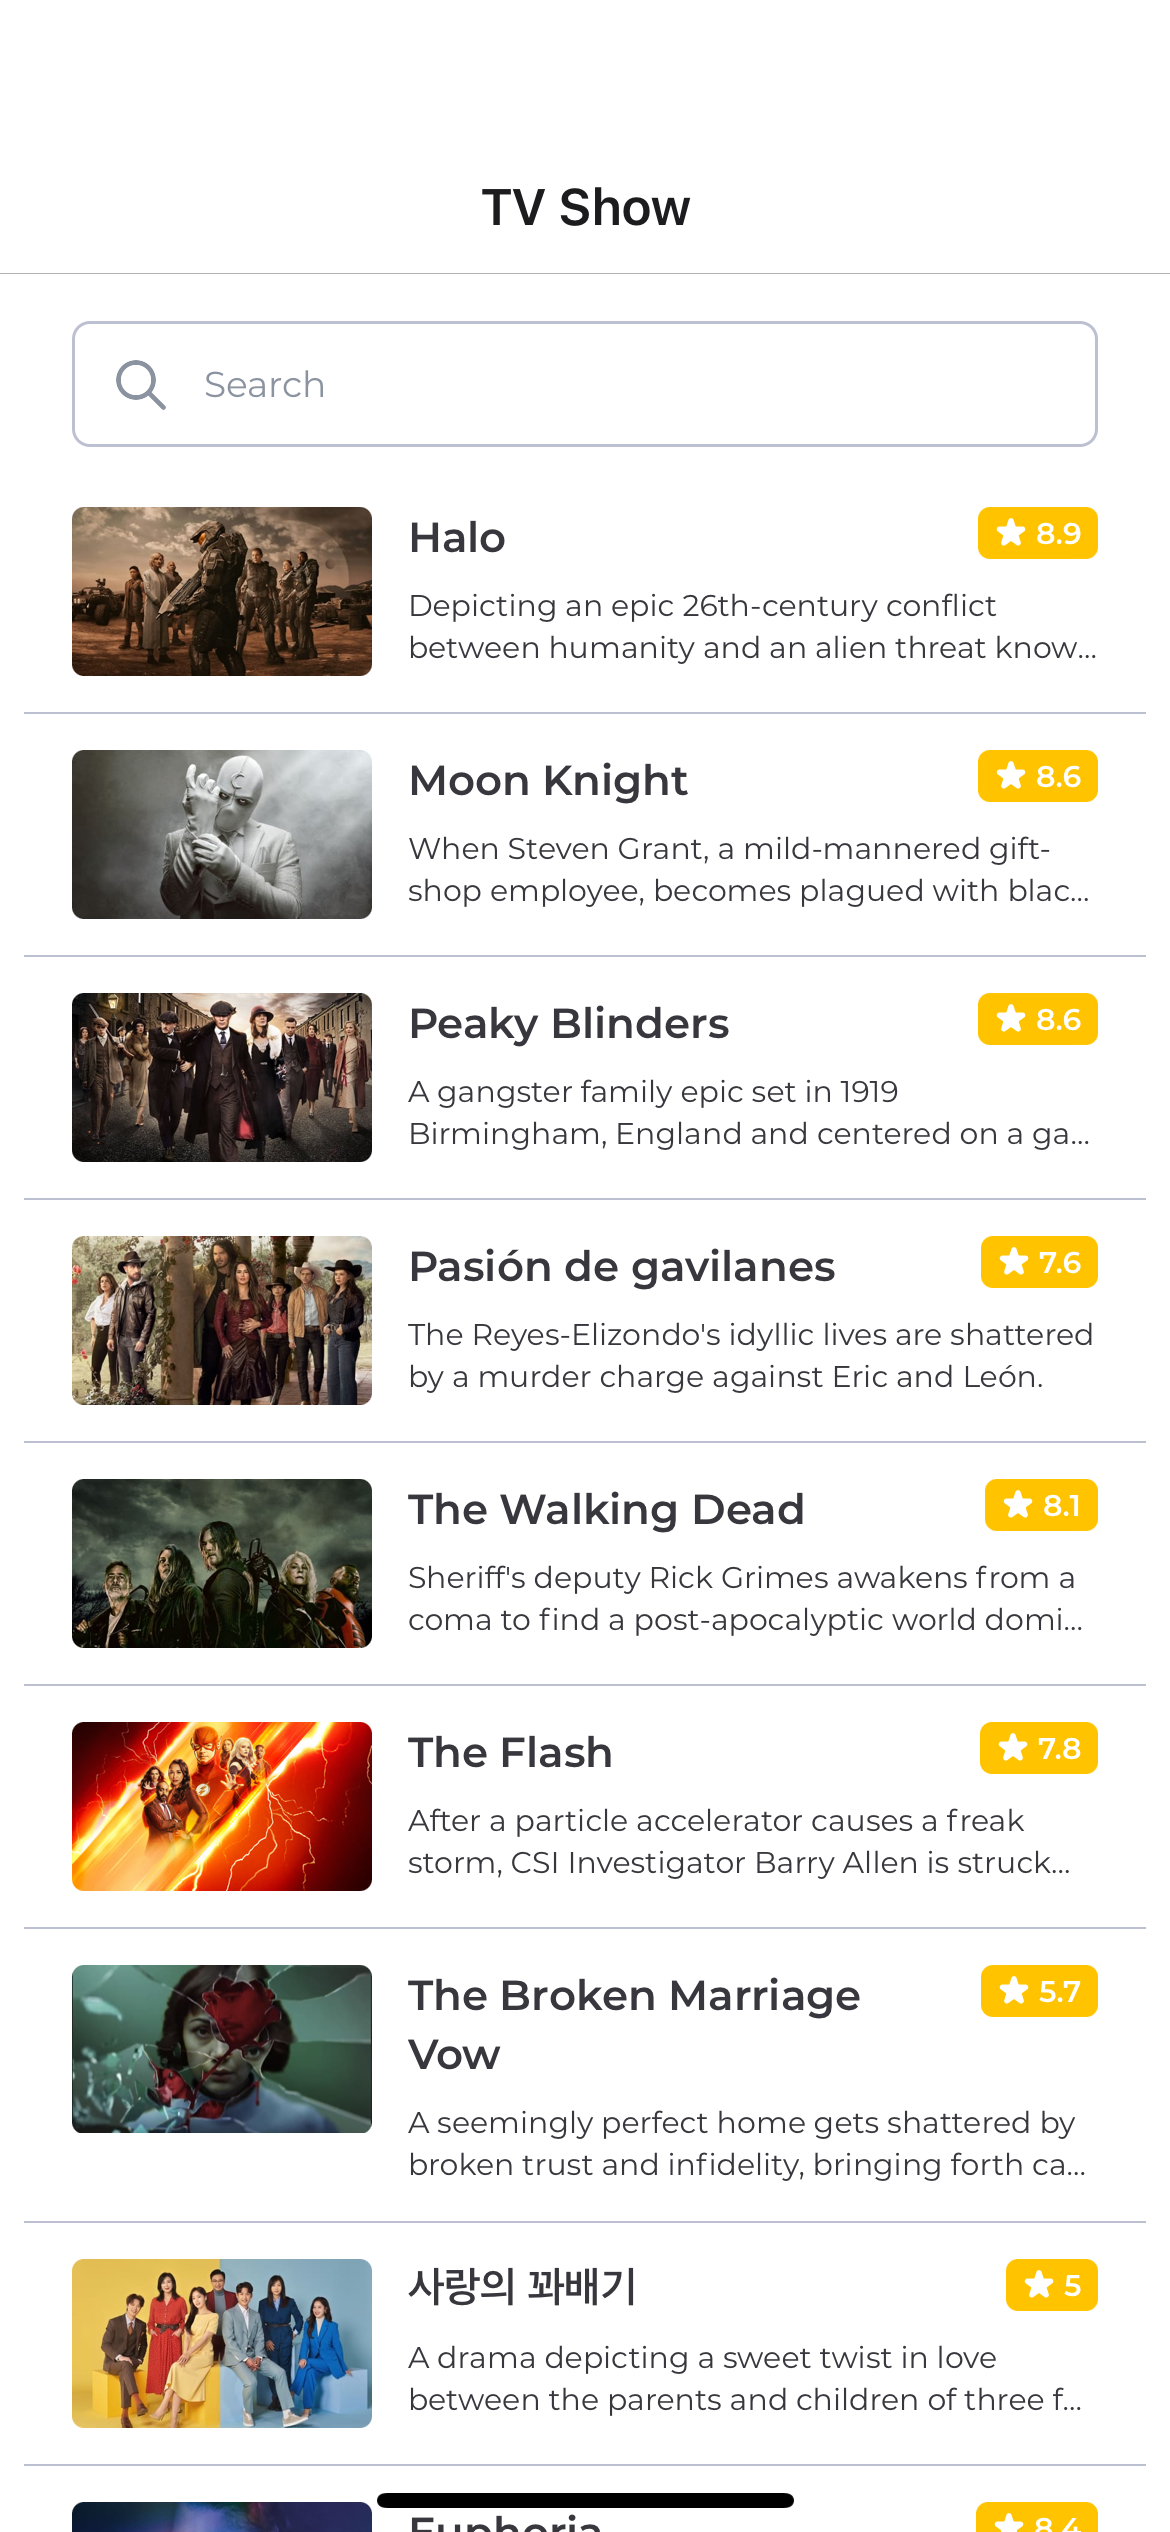 TV Show
Search
Halo
8.9
Depicting an epic 26th-century conflict
between humanity and an alien threat know...
Moon Knight
8.6
When Steven Grant, a mild-mannered gift-
shop employee, becomes plagued with blac...
Peaky Blinders
8.6
A gangster family epic set in 1919
Birmingham, England and centered on a ga...
Pasión de gavilanes
7.6
The Reyes-Elizondo's idyllic lives are shattered
by a murder charge against Eric and León.
The Walking Dead
8.1
Sheriff's deputy Rick Grimes awakens from a
coma to find a post-apocalyptic world domi...
The Flash
7.8
After a particle accelerator causes a freak
storm, CSI Investigator Barry Allen is struck...
The Broken Marriage
Vow
5.7
A seemingly perfect home gets shattered by
broken trust and infidelity, bringing forth ca...
사랑의 꽈배기
5
A drama depicting a sweet twist in love
between the parents and children of three f...
Euphoria
8.4